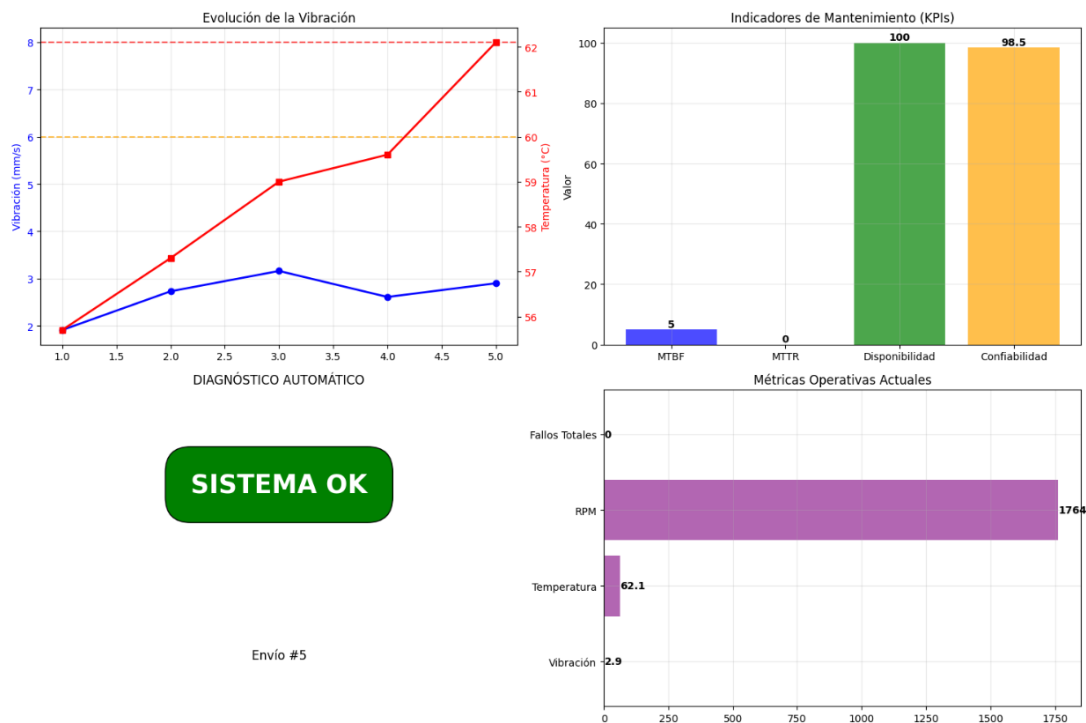 Evolución de la Vibración
Vibración (mm/s)
8
7
6
5
4
3
2
62
61
60
59
58
57
56
Temperatura (°C)
1.0 1.5 2.0 2.5 3.0 3.5 4.0 4.5 5.0
Indicadores de Mantenimiento (KPIs)
Valor
100
80
60
40
20
0
5
0
100
98.5
MTBF MTTR Disponibilidad Confiabilidad
DIAGNÓSTICO AUTOMÁTICO
SISTEMA OK
Envío #5
Métricas Operativas Actuales
Fallos Totales 0
RPM 1764
Temperatura 62.1
Vibración 2.9
0 250 500 750 1000 1250 1500 1750